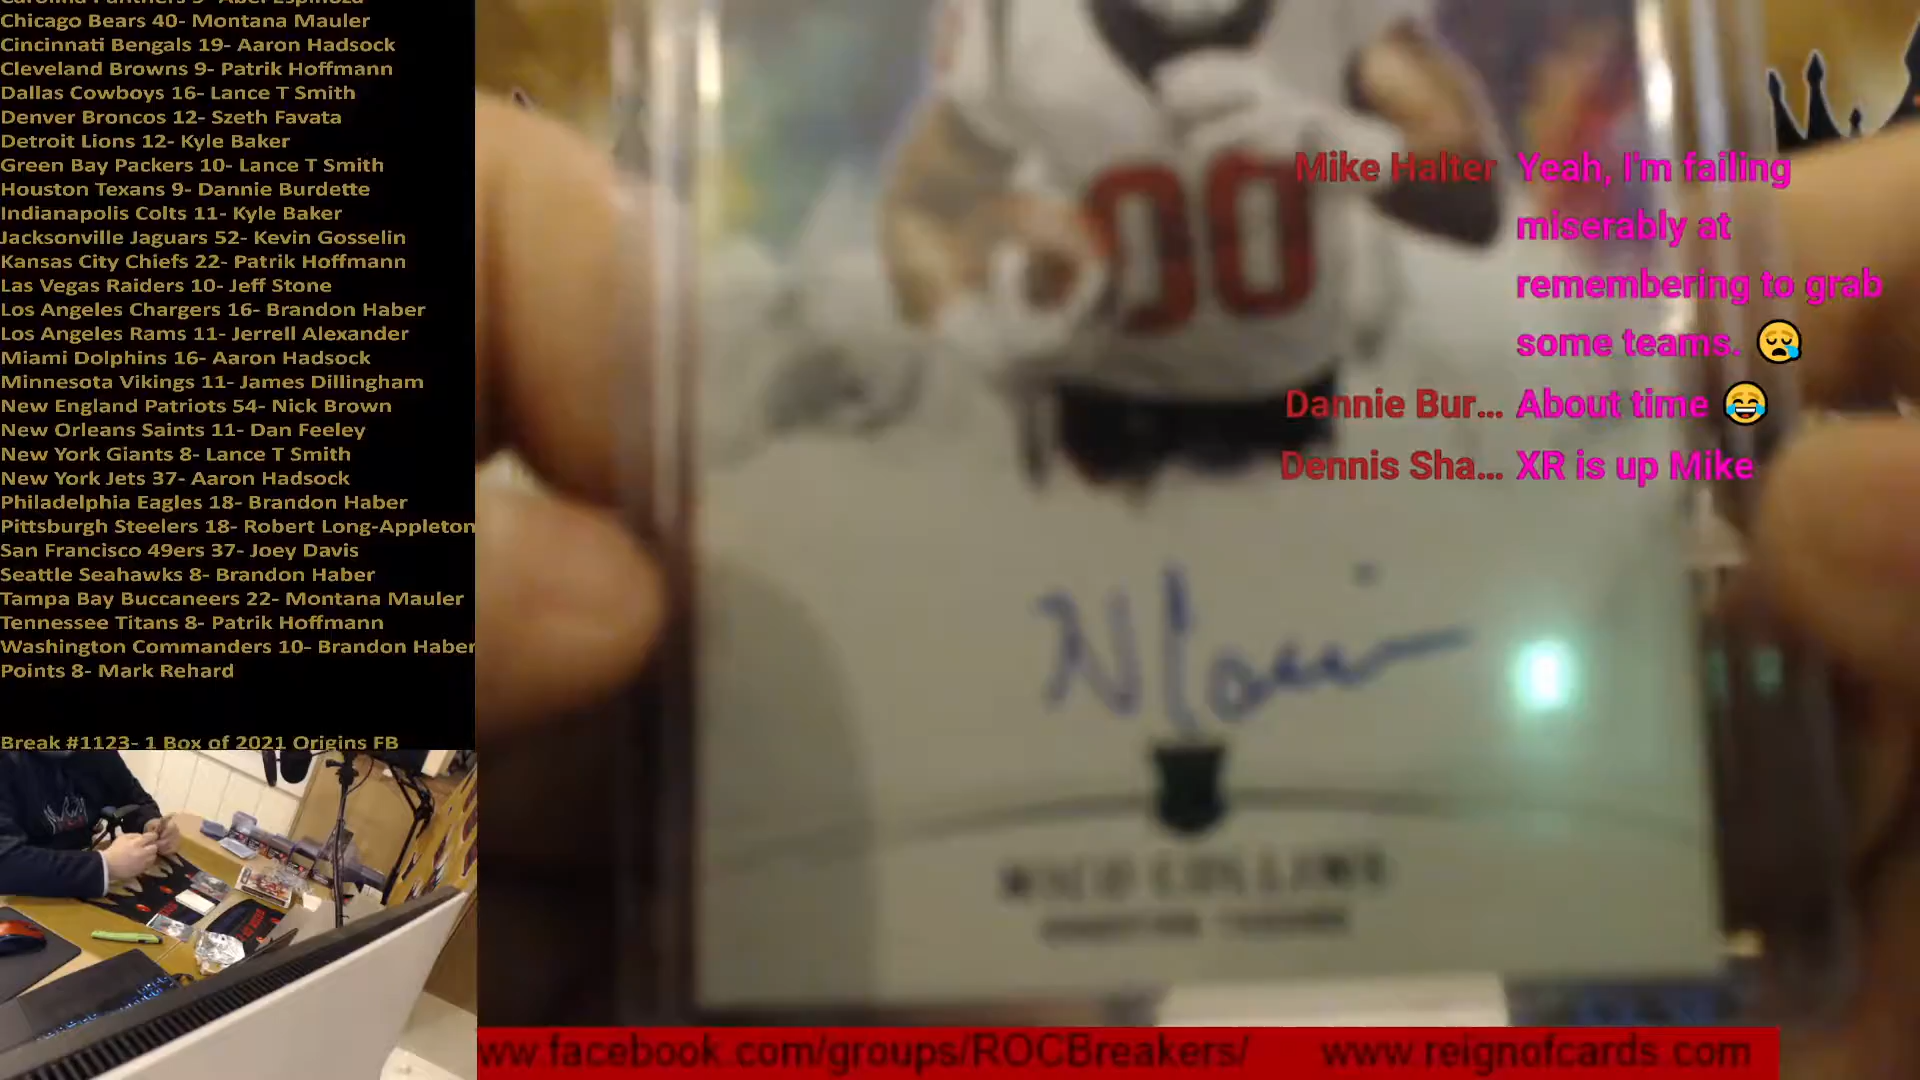 Chicago Bears 40- Montana Mauler
Cincinnati Bengals 19- Aaron Hadsock
Cleveland Browns 9- Patrik Hoffmann
Dallas Cowboys 16- Lance T Smith
Denver Broncos 12- Szeth Favata
Detroit Lions 12- Kyle Baker
Green Bay Packers 10- Lance T Smith
Houston Texans 9- Dannie Burdette
Indianapolis Colts 11- Kyle Baker
Jacksonville Jaguars 52- Kevin Gosselin
Kansas City Chiefs 22- Patrik Hoffmann
Las Vegas Raiders 10- Jeff Stone
Los Angeles Chargers 16- Brandon Haber
Los Angeles Rams 11- Jerrell Alexander
Miami Dolphins 16- Aaron Hadsock
Minnesota Vikings 11- James Dillingham
New England Patriots 54- Nick Brown
New Orleans Saints 11- Dan Feeley
New York Giants 8- Lance T Smith
New York Jets 37- Aaron Hadsock
Philadelphia Eagles 18- Brandon Haber
Pittsburgh Steelers 18- Robert Long-Appleton
San Francisco 49ers 37- Joey Davis
Seattle Seahawks 8- Brandon Haber
Tampa Bay Buccaneers 22- Montana Mauler
Tennessee Titans 8- Patrik Hoffmann
Washington Commanders 10- Brandon Haber
Points 8- Mark Rehard
Break #1123- 1 Box of 2021 Origins FB
00
Mike Halter Yeah, I'm failing
miserably at
remembering to grab
some teams. 😪
Dannie Bur... About time 😂
Dennis Sha... XR is up Mike
NICO COLLINS
HOUSTON TEXANS
ww.facebook.com/groups/ROCBreakers/ www.reignofcards.com